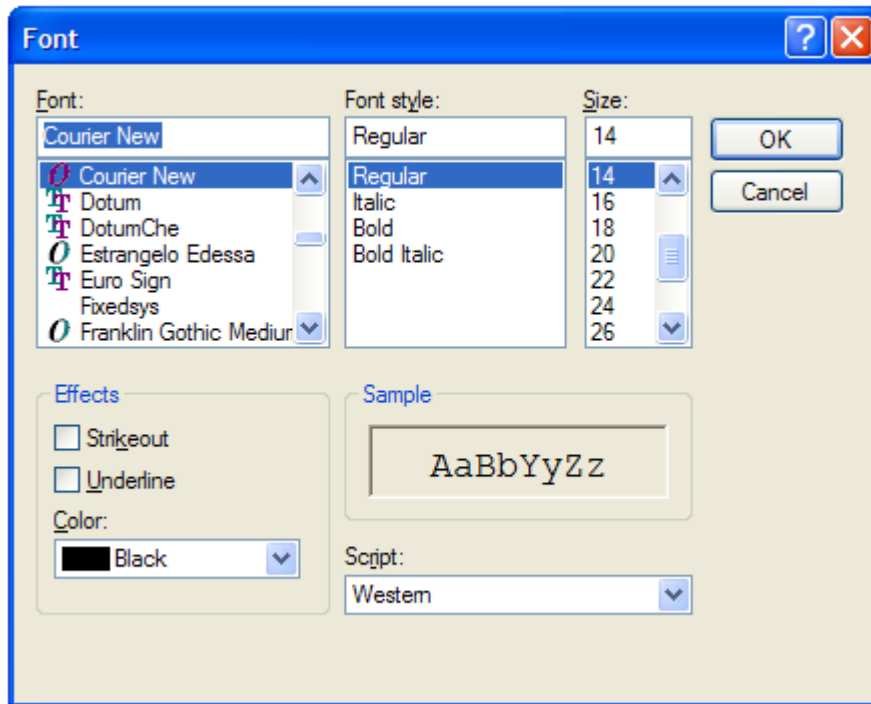 Font
Font:
Font style:
Size:
Courier New
Regular
14
OK
Courier New
Dotum
DotumChe
Estrangelo Edessa
Euro Sign
Fixedsys
Franklin Gothic Mediur
Regular
Italic
Bold
Bold Italic
14
16
18
20
22
24
26
Cancel
Effects
Strikeout
Underline
Color:
Black
Sample
AaBbYyZz
Script:
Western